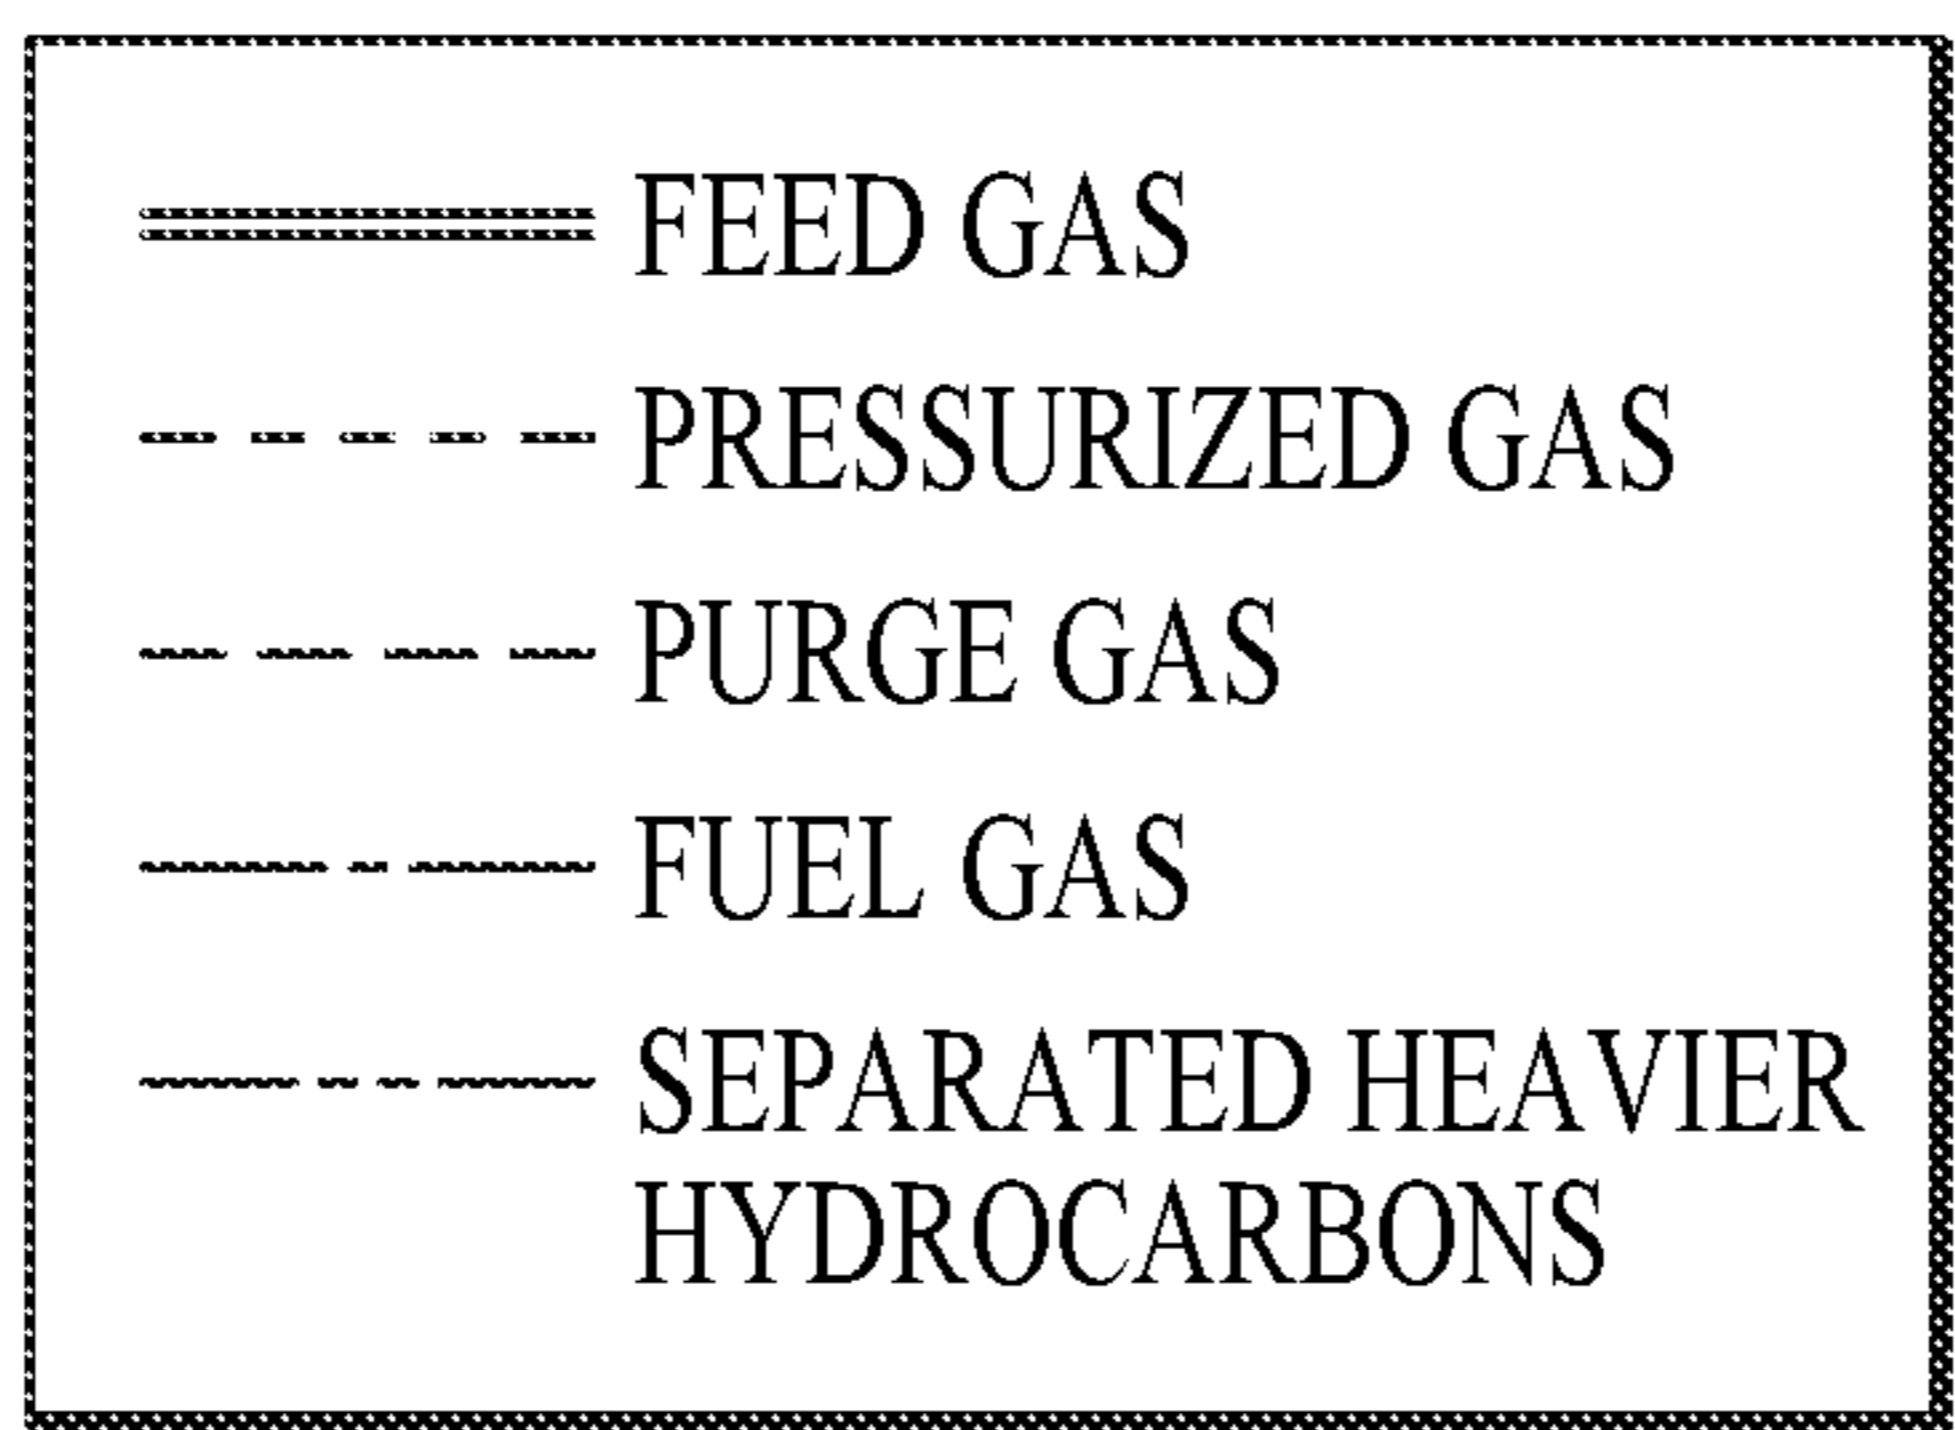 FEED GAS
PRESSURIZED GAS
PURGE GAS
FUEL GAS
SEPARATED HEAVIER
HYDROCARBONS